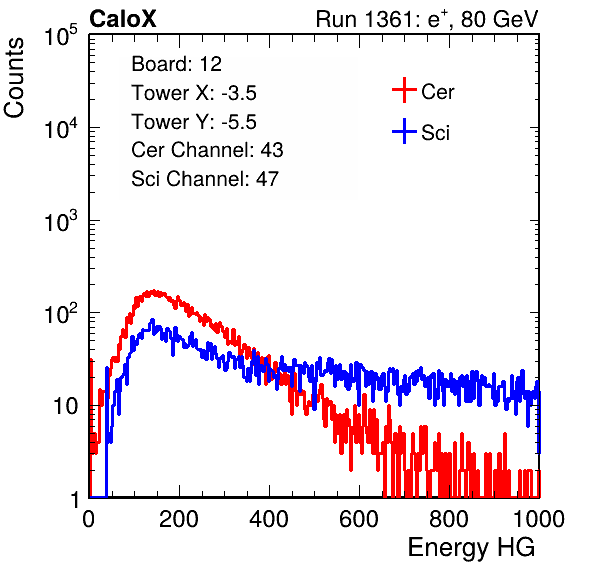 CaloX Run 1361: e⁺, 80 GeV
Counts
10⁵
10⁴
10³
10²
10
1
Board: 12
Tower X: -3.5
Tower Y: -5.5
Cer Channel: 43
Sci Channel: 47
Cer
Sci
0 200 400 600 800 1000
Energy HG